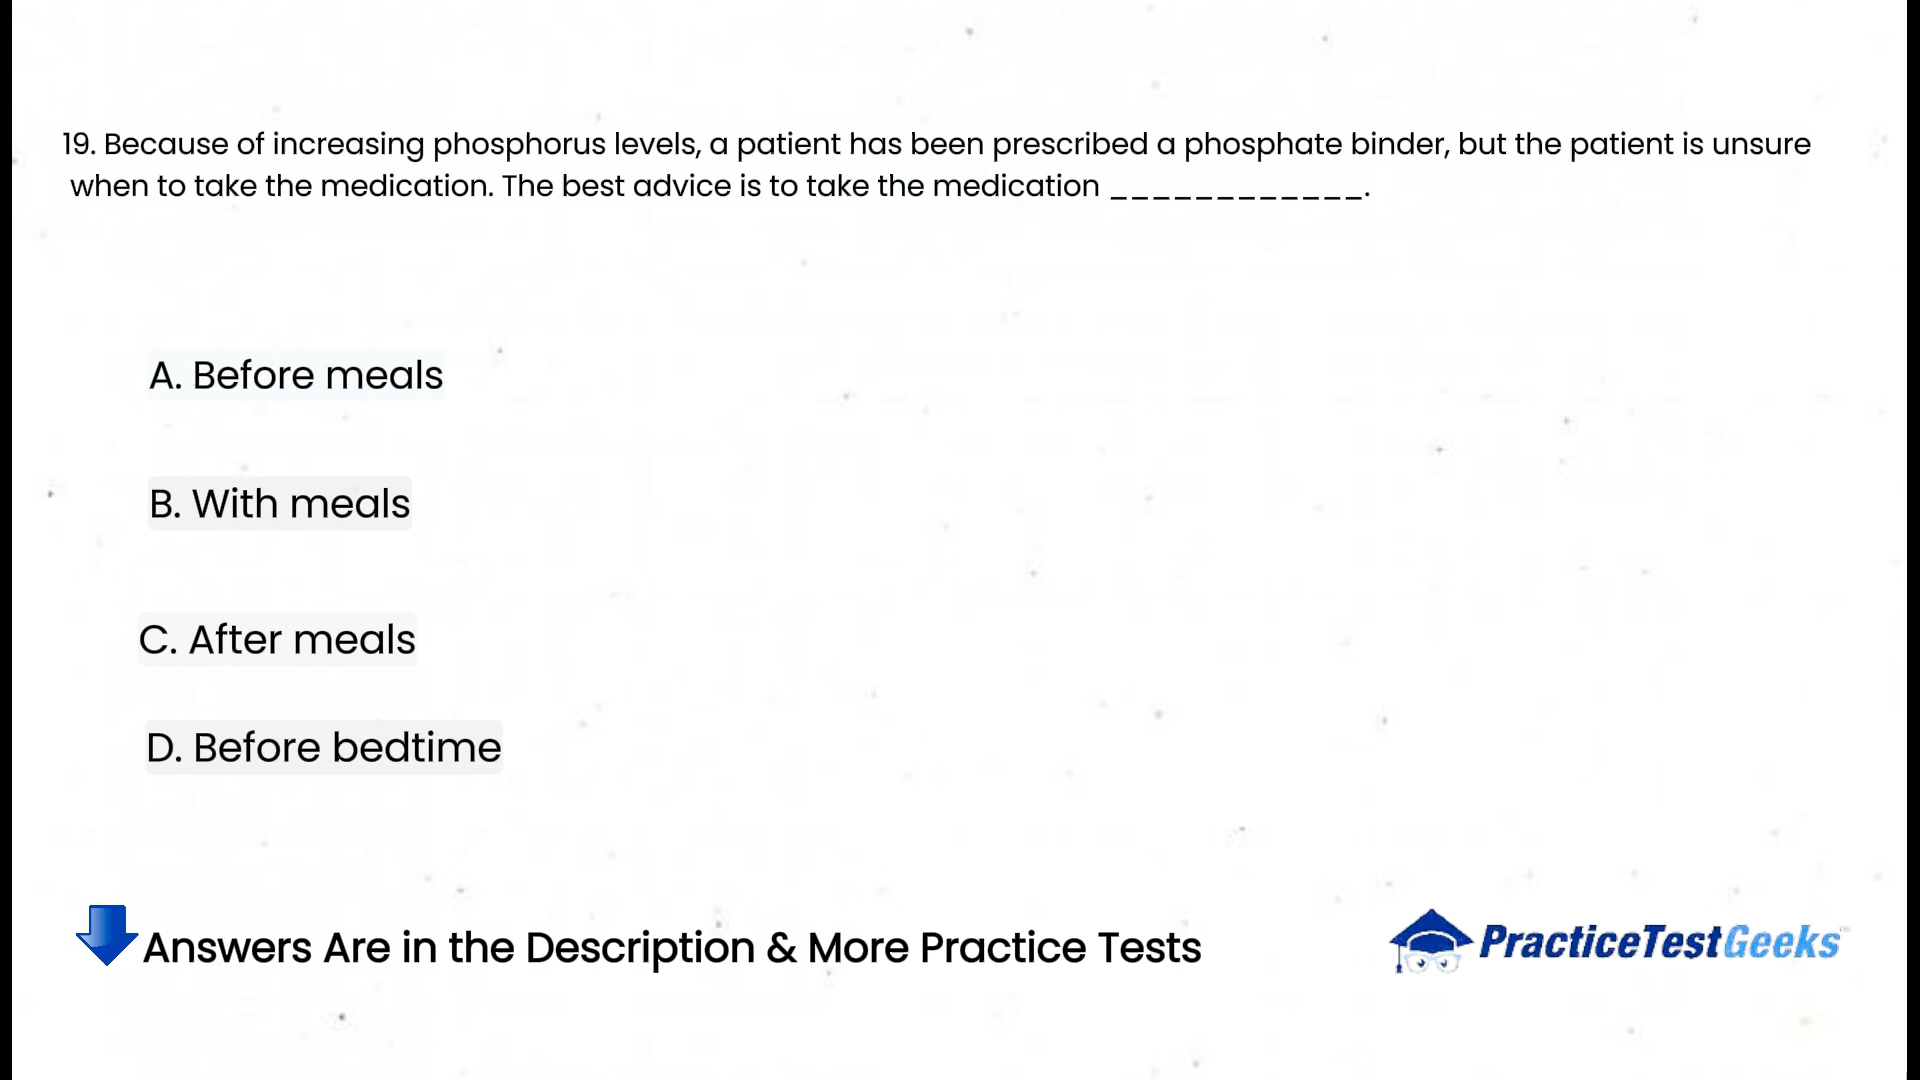 19. Because of increasing phosphorus levels, a patient has been prescribed a phosphate binder, but the patient is unsure
when to take the medication. The best advice is to take the medication ____________.
A. Before meals
B. With meals
C. After meals
D. Before bedtime
Answers Are in the Description & More Practice Tests
PracticeTestGeeks